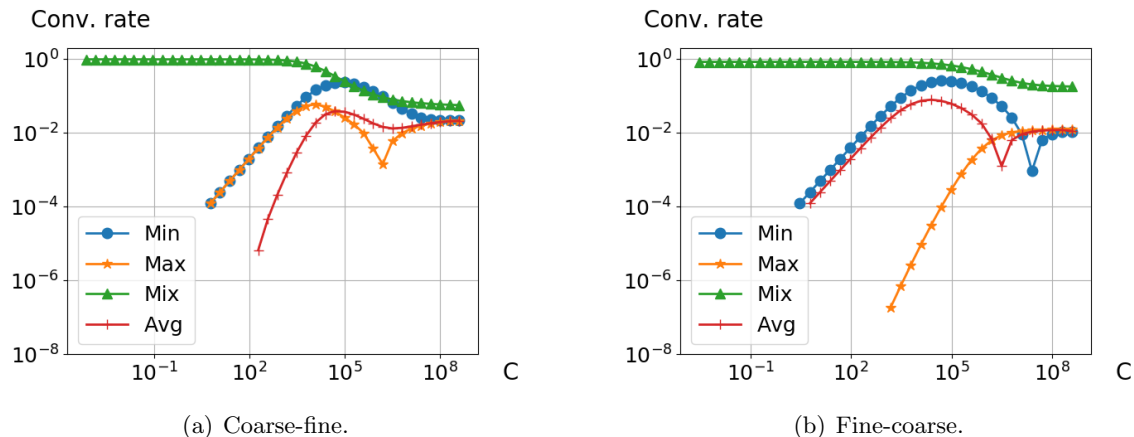 Conv. rate
10^0
10^-2
10^-4
10^-6
10^-8
Min
Max
Mix
Avg
10^-1 10^2 10^5 10^8 C
(a) Coarse-fine.
Conv. rate
10^0
10^-2
10^-4
10^-6
10^-8
Min
Max
Mix
Avg
10^-1 10^2 10^5 10^8 C
(b) Fine-coarse.